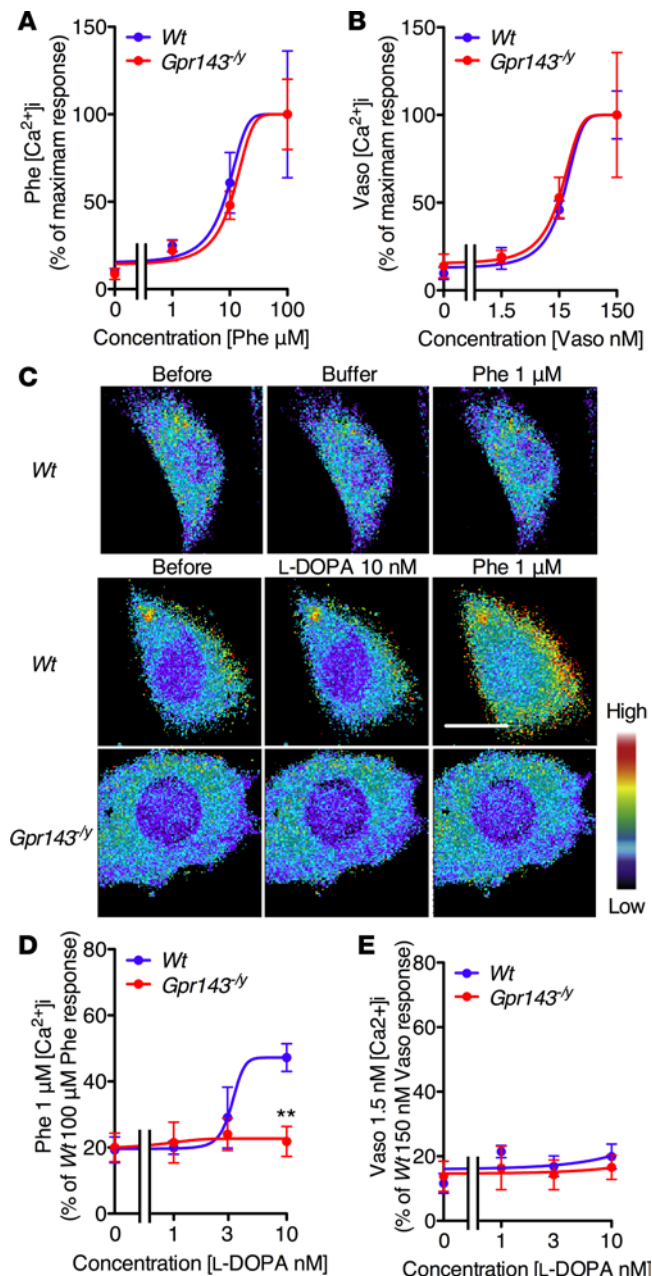 A
Wt
Gpr143-/y
Phe [Ca2+]i
(% of maximam response)
150
100
50
0
0 1 10 100
Concentration [Phe µM]
B
Wt
Gpr143-/y
Vaso [Ca2+]i
(% of maximam response)
150
100
50
0
0 1.5 15 150
Concentration [Vaso nM]
C
Before Buffer Phe 1 µM
Wt
Before L-DOPA 10 nM Phe 1 µM
Wt
Gpr143-/y
High
Low
D
Wt
Gpr143-/y
Phe 1 µM [Ca2+]i
(% of Wt 100 µM Phe response)
80
60
40
20
0
**
0 1 3 10
Concentration [L-DOPA nM]
E
Wt
Gpr143-/y
Vaso 1.5 nM [Ca2+]i
(% of Wt 150 nM Vaso response)
80
60
40
20
0
0 1 3 10
Concentration [L-DOPA nM]